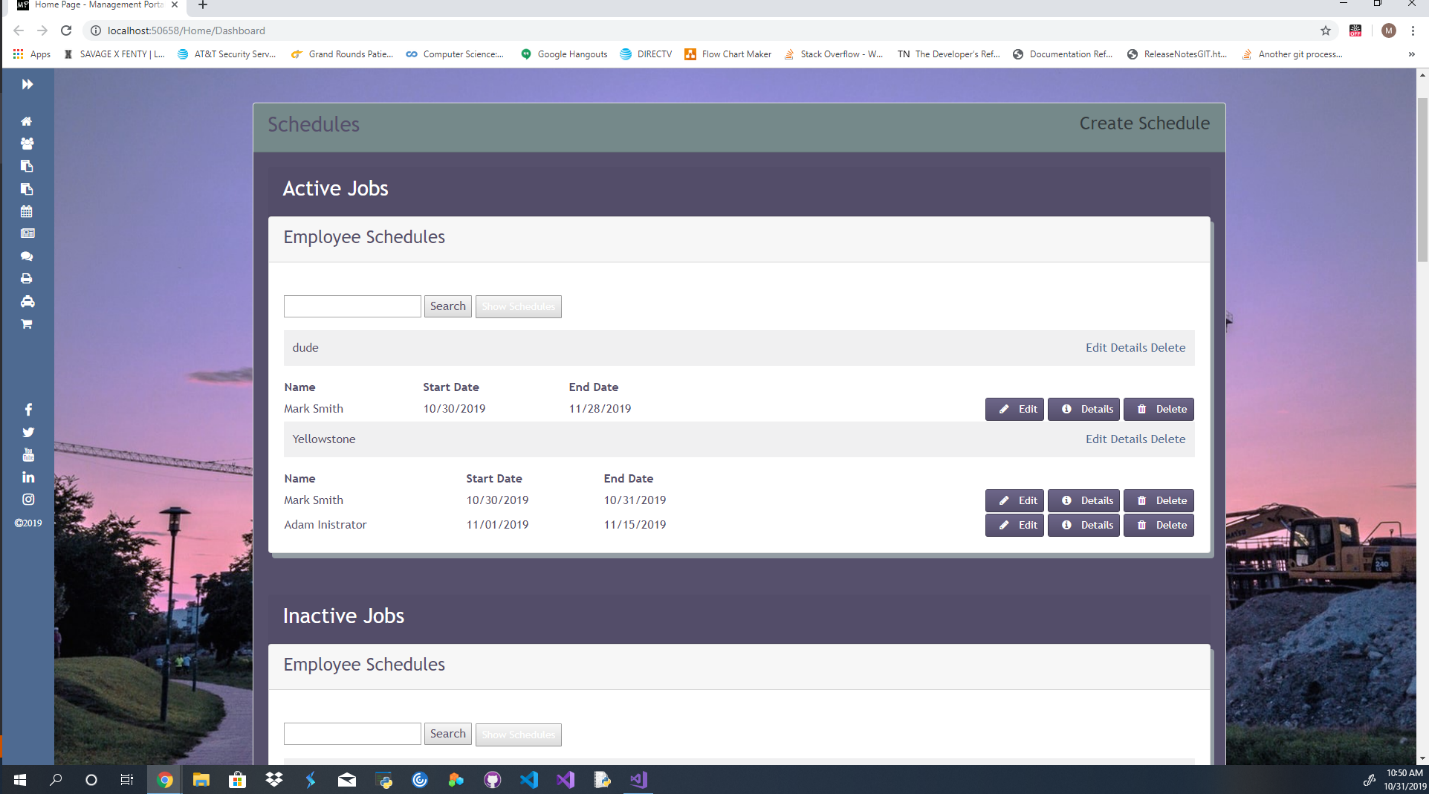 MP Home Page - Management Porta
localhost:50658/Home/Dashboard
M
Apps SAVAGE X FENTY | L... AT&T Security Serv... Grand Rounds Patie... Computer Science:... Google Hangouts DIRECTV Flow Chart Maker Stack Overflow - W... TN The Developer's Ref... Documentation Ref... ReleaseNotesGIT.ht... Another git process...
Schedules Create Schedule
Active Jobs
Employee Schedules
Search Show Schedules
dude Edit Details Delete
Name Start Date End Date
Mark Smith 10/30/2019 11/28/2019 Edit Details Delete
Yellowstone Edit Details Delete
Name Start Date End Date
Mark Smith 10/30/2019 10/31/2019 Edit Details Delete
Adam Inistrator 11/01/2019 11/15/2019 Edit Details Delete
©2019
Inactive Jobs
Employee Schedules
Search Show Schedules
10:50 AM
10/31/2019